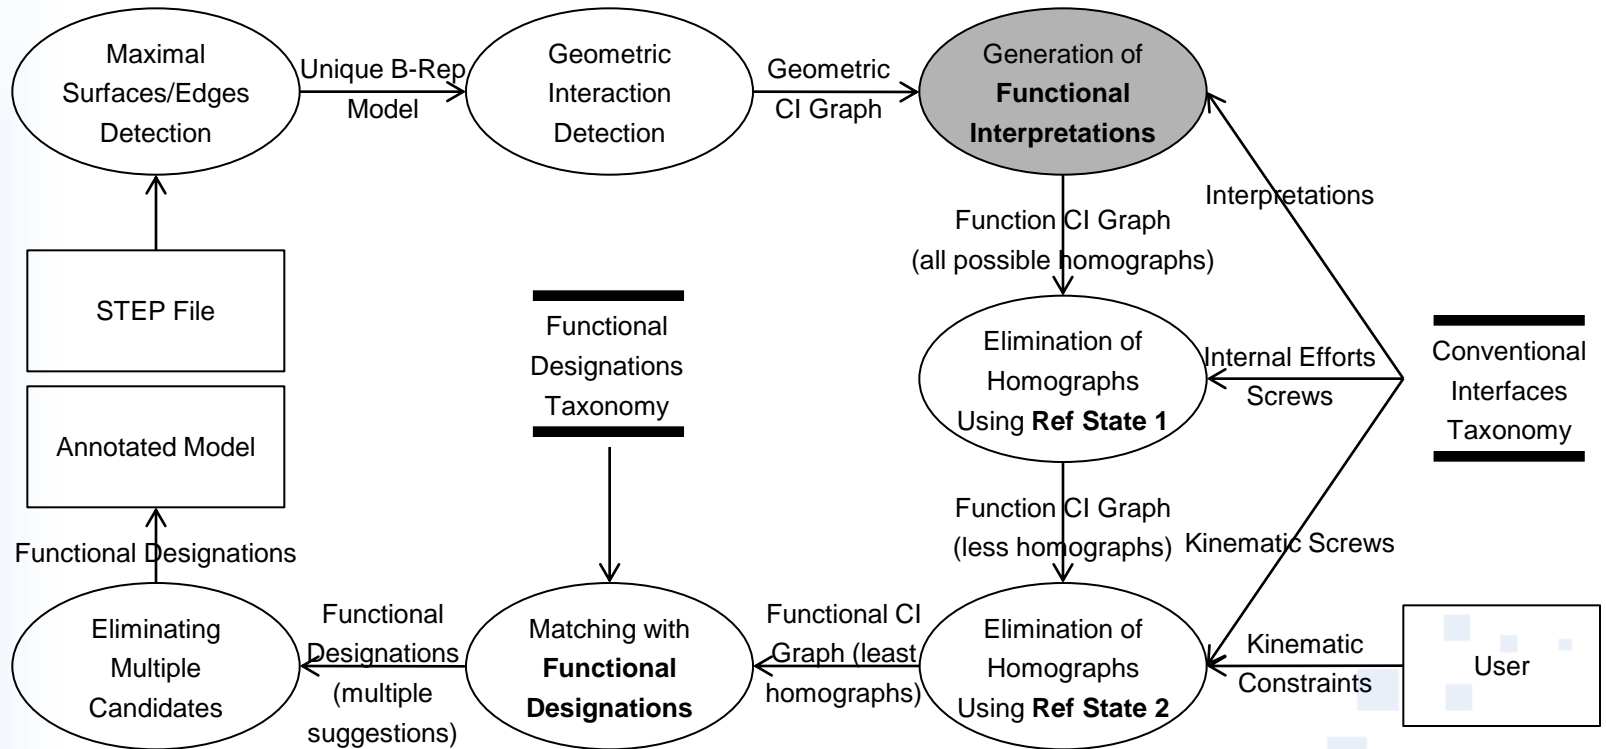 Maximal
Surfaces/Edges
Detection
Unique B-Rep
Model
Geometric
Interaction
Detection
Geometric
CI Graph
Generation of
Functional
Interpretations
Interpretations
Function CI Graph
(all possible homographs)
STEP File
Functional
Designations
Taxonomy
Elimination of
Homographs
Using Ref State 1
Internal Efforts
Screws
Conventional
Interfaces
Taxonomy
Annotated Model
Function CI Graph
(less homographs)
Kinematic Screws
Functional Designations
Eliminating
Multiple
Candidates
Functional
Designations
(multiple
suggestions)
Matching with
Functional
Designations
Functional CI
Graph (least
homographs)
Elimination of
Homographs
Using Ref State 2
Kinematic
Constraints
User